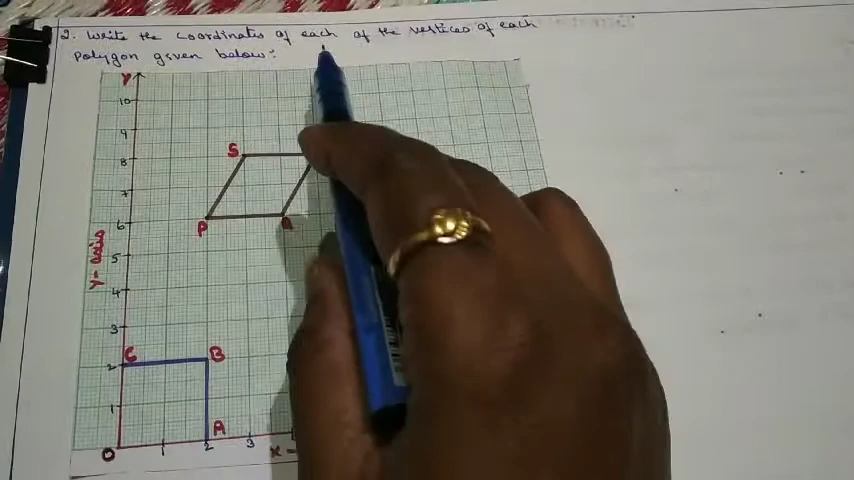 2. Write the coordinates of each of the vertices of each
Polygon given below:
Y
10
9
8
7
6
5
4
3
2
1
Y-axis
S
P
Q
C
B
A
O
1
2
3
X-